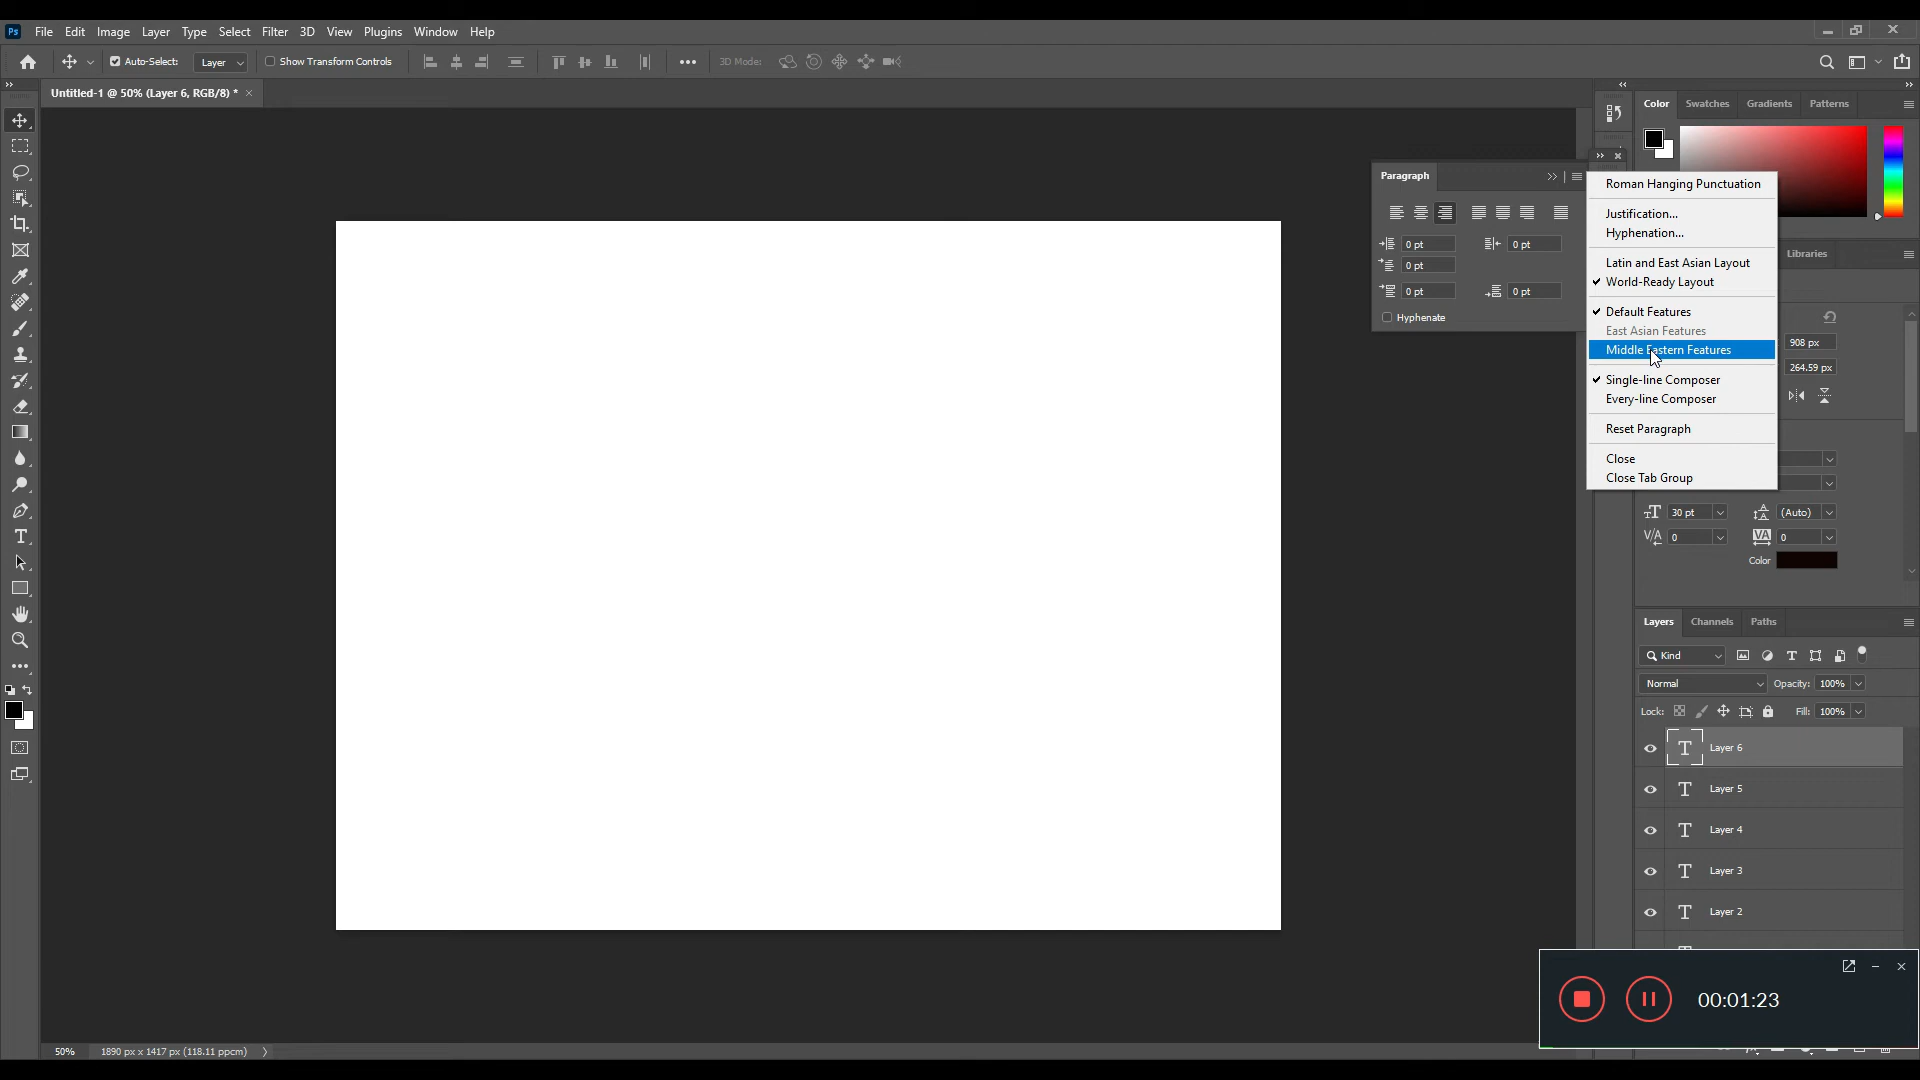 Ps File Edit Image Layer Type Select Filter 3D View Plugins Window Help
Auto-Select: Layer Show Transform Controls 3D Mode:
Untitled-1 @ 50% (Layer 6, RGB/8) *
Color Swatches Gradients Patterns
Paragraph
0 pt 0 pt
0 pt
0 pt 0 pt
Hyphenate
Roman Hanging Punctuation
Justification...
Hyphenation...
Latin and East Asian Layout
World-Ready Layout
Default Features
East Asian Features
Middle Eastern Features
Single-line Composer
Every-line Composer
Reset Paragraph
Close
Close Tab Group
Libraries
908 px
264.59 px
30 pt (Auto)
0 0
Color
Layers Channels Paths
Kind
Normal Opacity: 100%
Lock: Fill: 100%
Layer 6
Layer 5
Layer 4
Layer 3
Layer 2
00:01:23
50% 1890 px x 1417 px (118.11 ppcm)